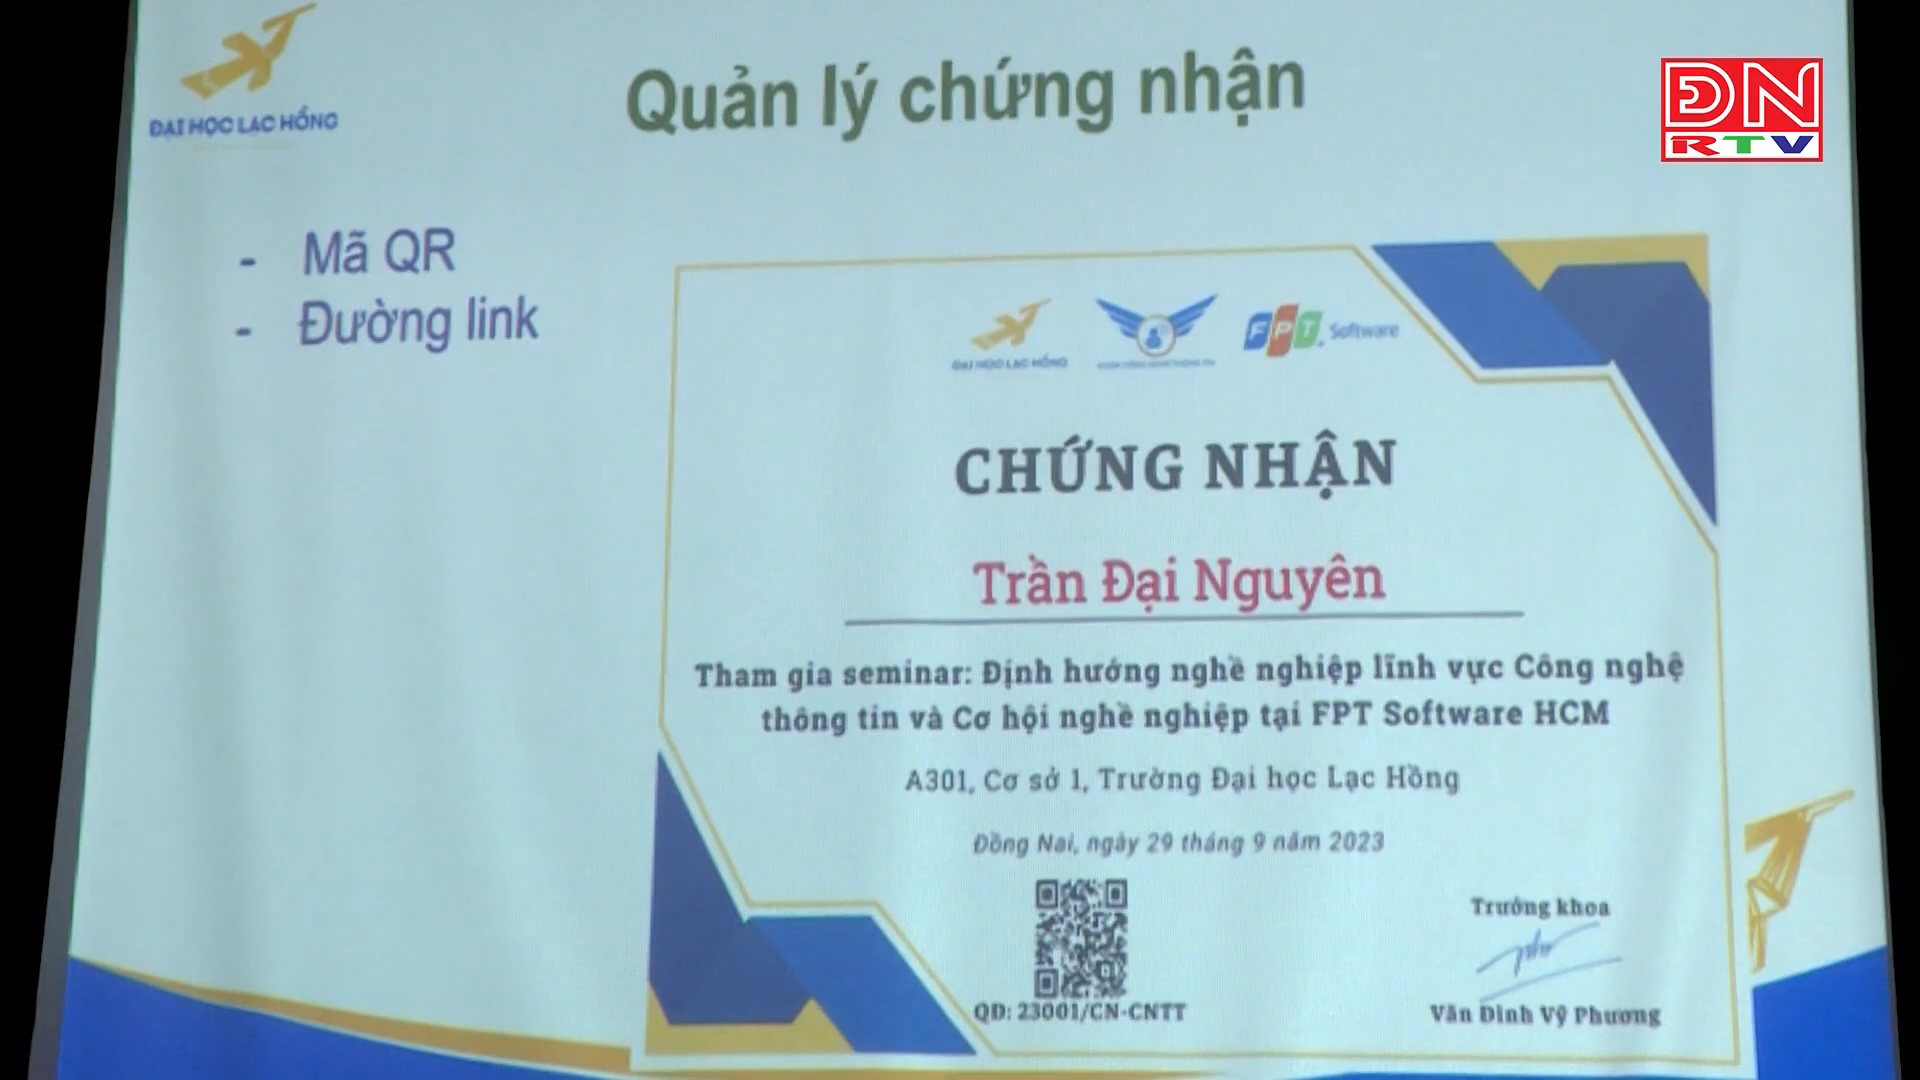 ĐẠI HỌC LẠC HỒNG
Quản lý chứng nhận
ĐN
RTV
- Mã QR
- Đường link
ĐẠI HỌC LẠC HỒNG
FPT Software
CHỨNG NHẬN
Trần Đại Nguyên
Tham gia seminar: Định hướng nghề nghiệp lĩnh vực Công nghệ
thông tin và Cơ hội nghề nghiệp tại FPT Software HCM
A301, Cơ sở 1, Trường Đại học Lạc Hồng
Đồng Nai, ngày 29 tháng 9 năm 2023
Trưởng khoa
QĐ: 23001/CN-CNTT
Văn Đình Vỹ Phương